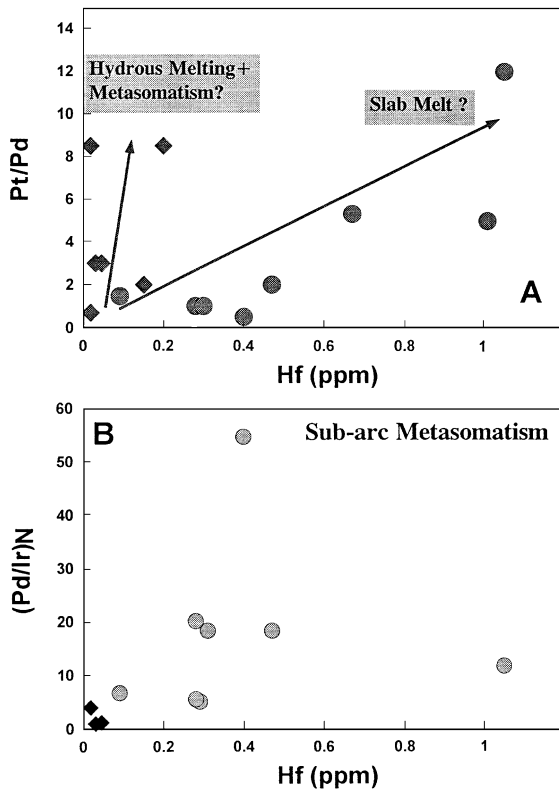 14
12
10
8
6
4
2
0
Pt/Pd
Hydrous Melting+
Metasomatism?
Slab Melt ?
A
0 0.2 0.4 0.6 0.8 1
Hf (ppm)
60
50
40
30
20
10
0
(Pd/Ir)N
B
Sub-arc Metasomatism
0 0.2 0.4 0.6 0.8 1
Hf (ppm)